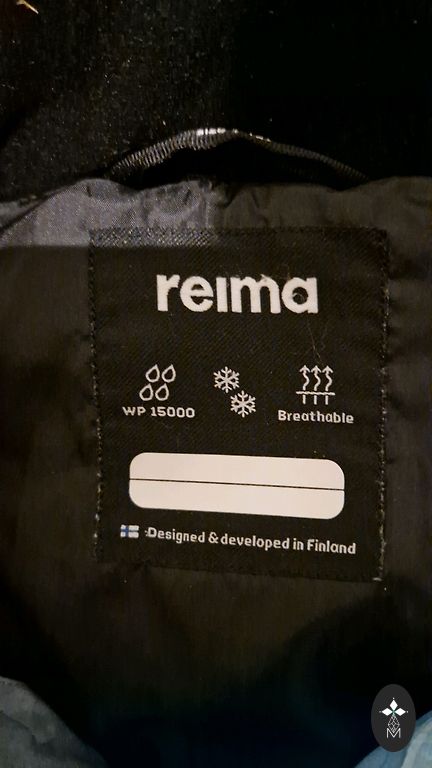 reima
WP 15000
Breathable
Designed & developed in Finland
M